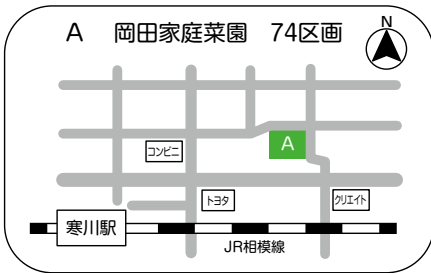 A 岡田家庭菜園 74区画
N
コンビニ
A
トヨタ
クリエイト
寒川駅
JR相模線